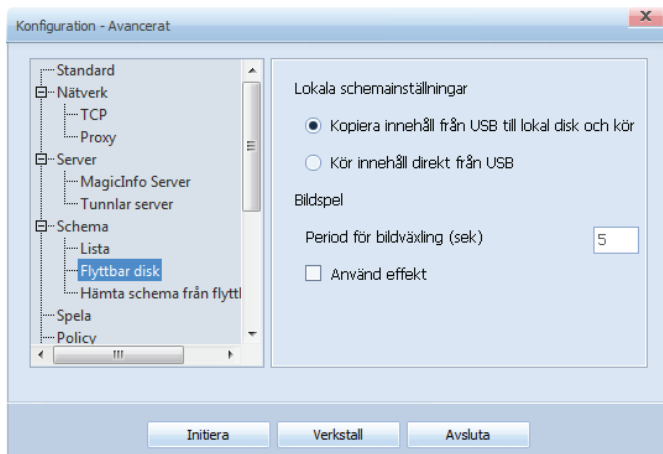 Konfiguration - Avancerat
Standard
Nätverk
TCP
Proxy
Server
MagicInfo Server
Tunnlar server
Schema
Lista
Flyttbar disk
Hämta schema från flyttl
Spela
Policy
Lokala schemainställningar
Kopiera innehåll från USB till lokal disk och kör
Kör innehåll direkt från USB
Bildspel
Period för bildväxling (sek) 5
Använd effekt
Initiera Verkstall Avsluta